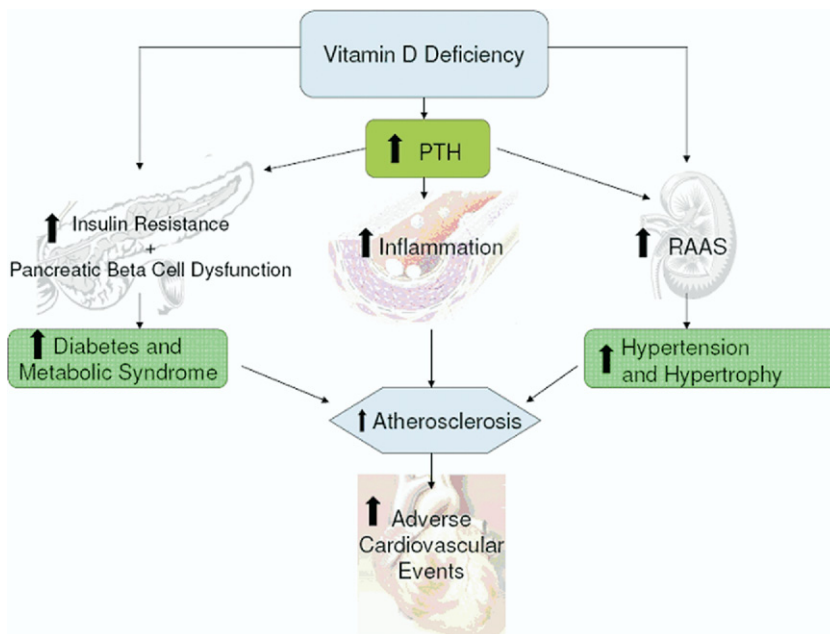 Vitamin D Deficiency
PTH
Insulin Resistance
+
Pancreatic Beta Cell Dysfunction
Inflammation
RAAS
Diabetes and
Metabolic Syndrome
Hypertension
and Hypertrophy
Atherosclerosis
Adverse
Cardiovascular
Events